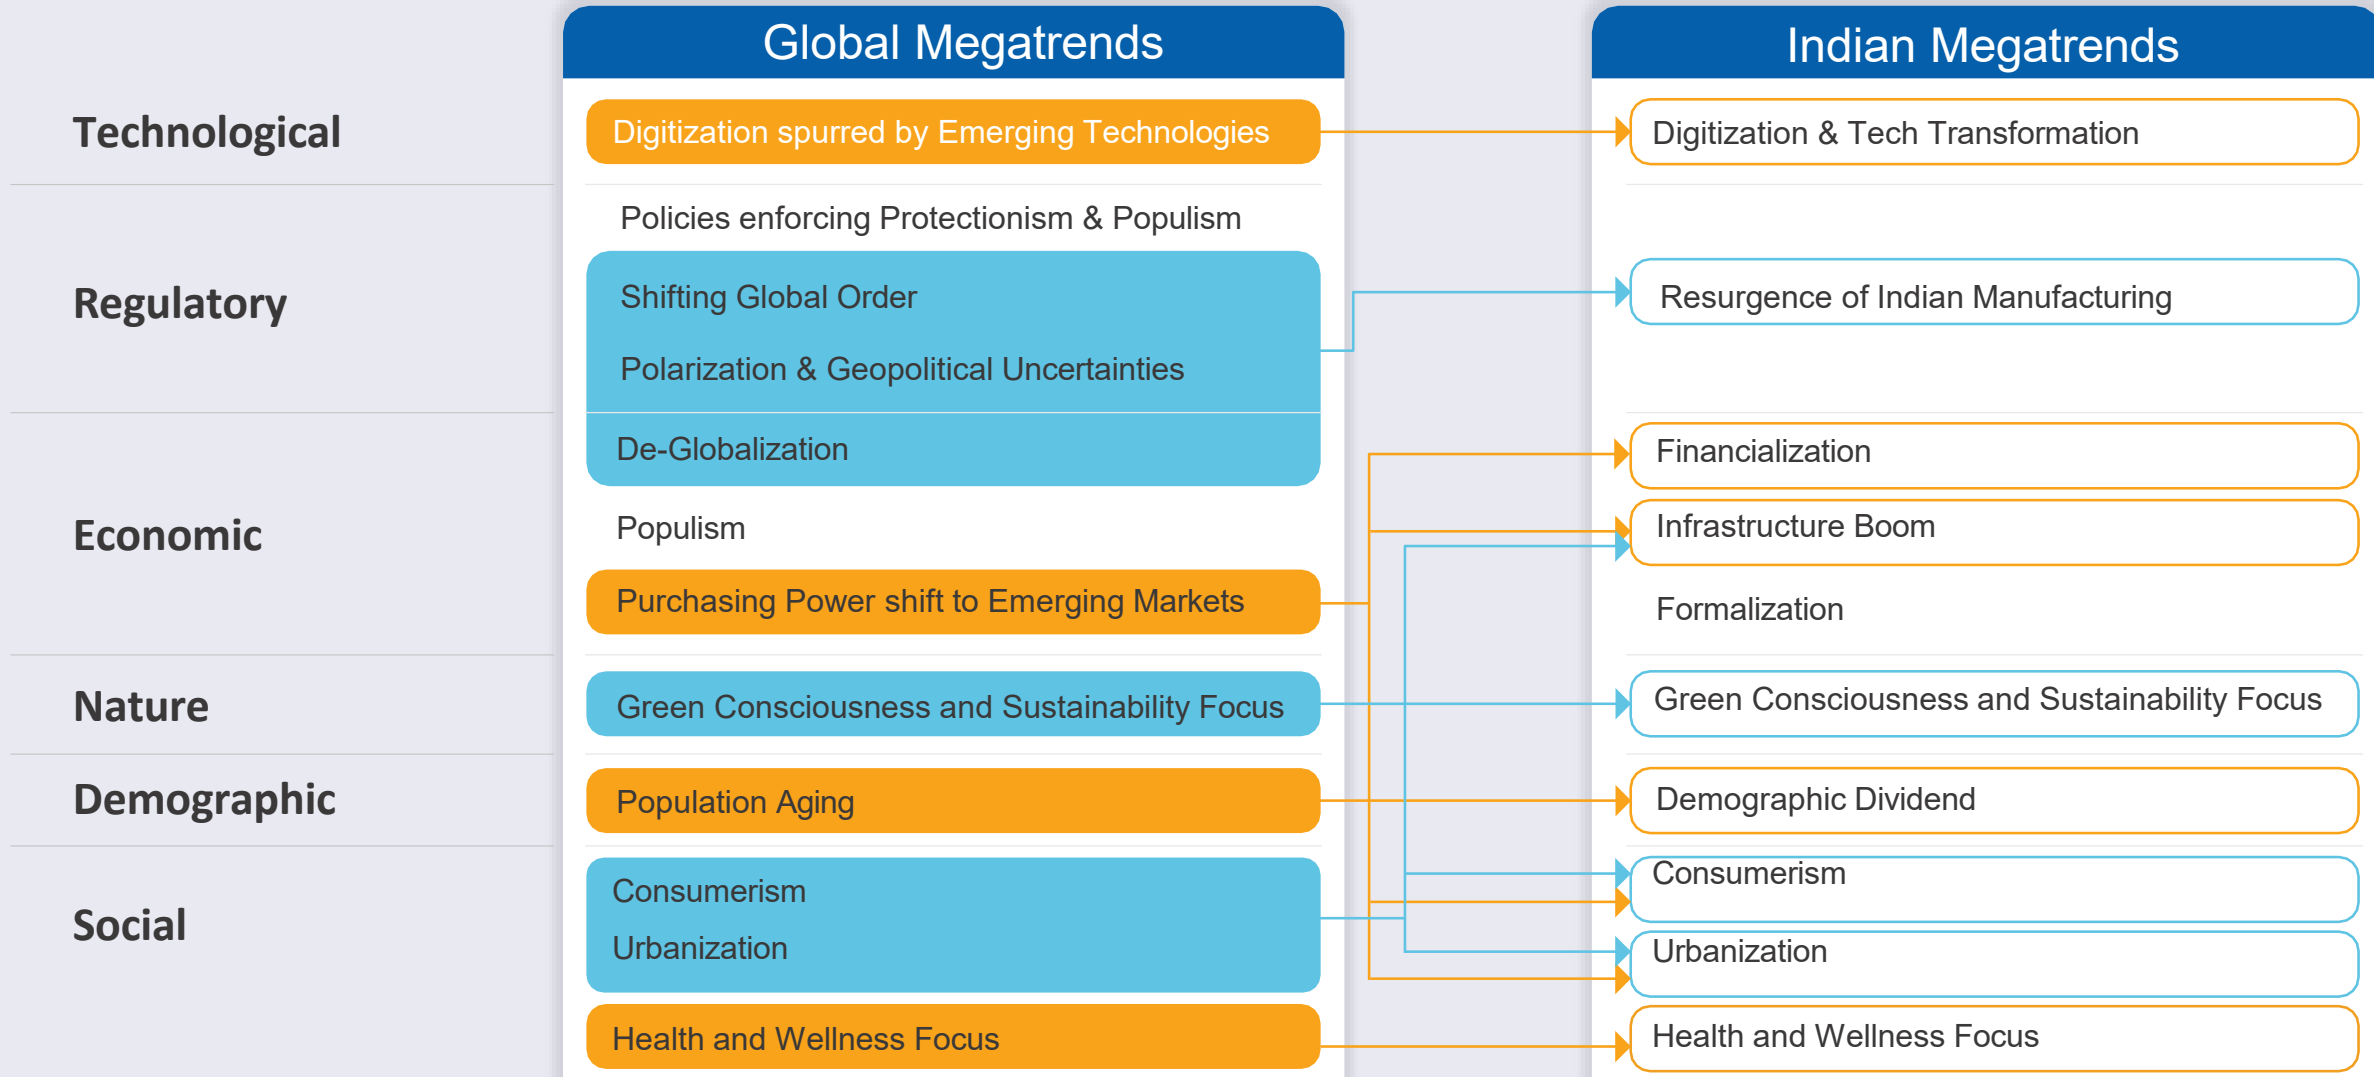 Global Megatrends
Indian Megatrends
Technological
Digitization spurred by Emerging Technologies
Digitization & Tech Transformation
Regulatory
Policies enforcing Protectionism & Populism
Shifting Global Order
Polarization & Geopolitical Uncertainties
Resurgence of Indian Manufacturing
Economic
De-Globalization
Populism
Purchasing Power shift to Emerging Markets
Financialization
Infrastructure Boom
Formalization
Nature
Green Consciousness and Sustainability Focus
Green Consciousness and Sustainability Focus
Demographic
Population Aging
Demographic Dividend
Social
Consumerism
Urbanization
Health and Wellness Focus
Consumerism
Urbanization
Health and Wellness Focus